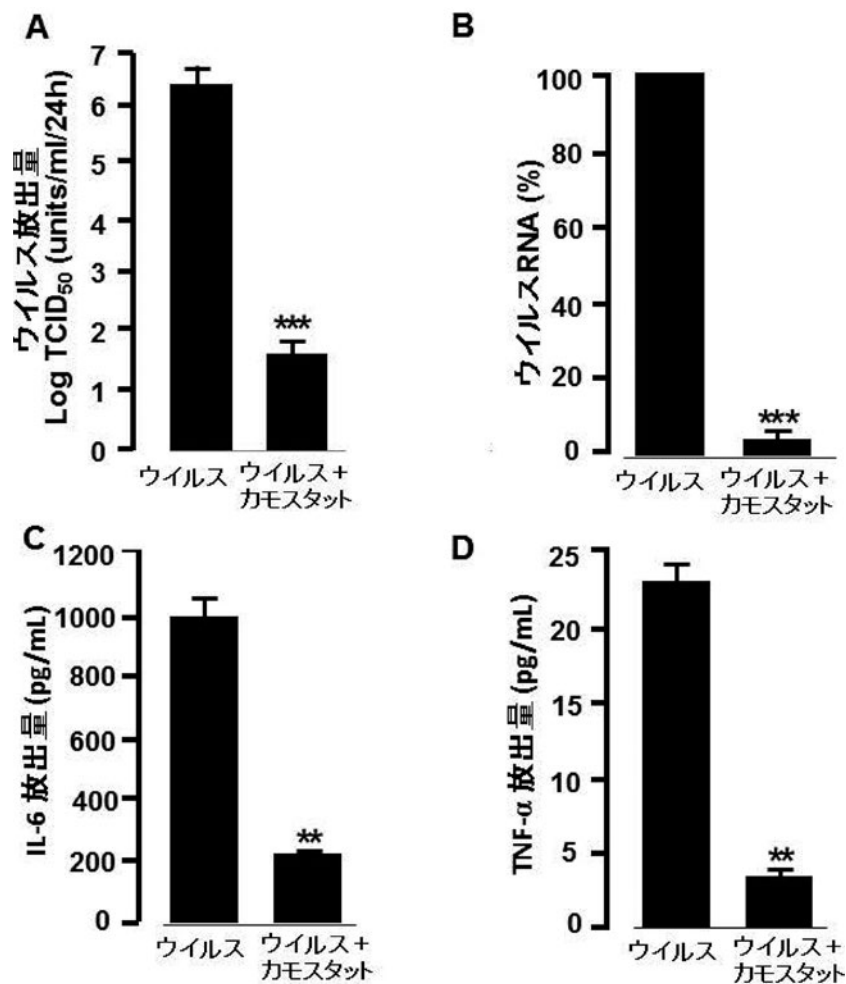 A
ウイルス放出量
Log TCID50 (units/ml/24h)
7
6
5
4
3
2
1
0
***
ウイルス
ウイルス +
カモスタット
B
ウイルスRNA (%)
100
80
60
40
20
0
***
ウイルス
ウイルス +
カモスタット
C
IL-6 放出量 (pg/mL)
1200
1000
800
600
400
200
0
**
ウイルス
ウイルス +
カモスタット
D
TNF-α 放出量 (pg/mL)
25
20
15
10
5
0
**
ウイルス
ウイルス +
カモスタット